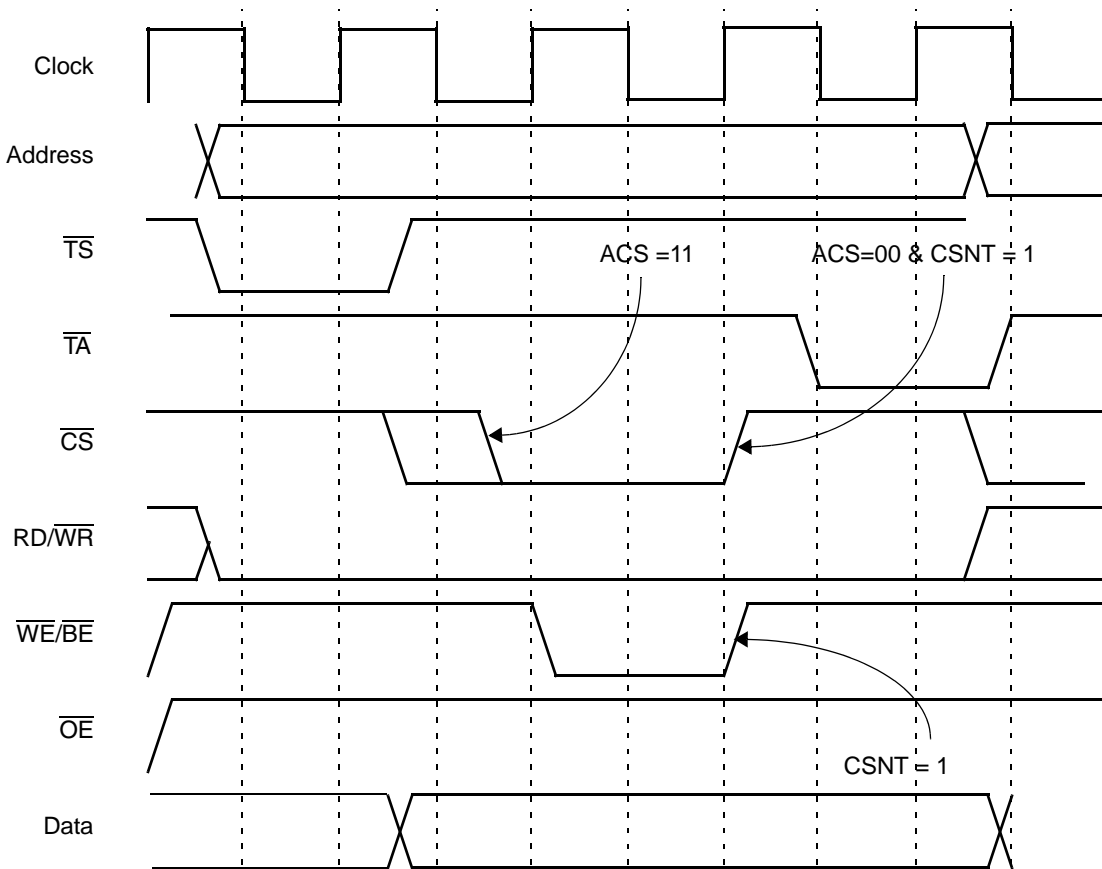 Clock
Address
TS
ACS =11
ACS=00 & CSNT = 1
TA
CS
RD/WR
WE/BE
OE
CSNT = 1
Data